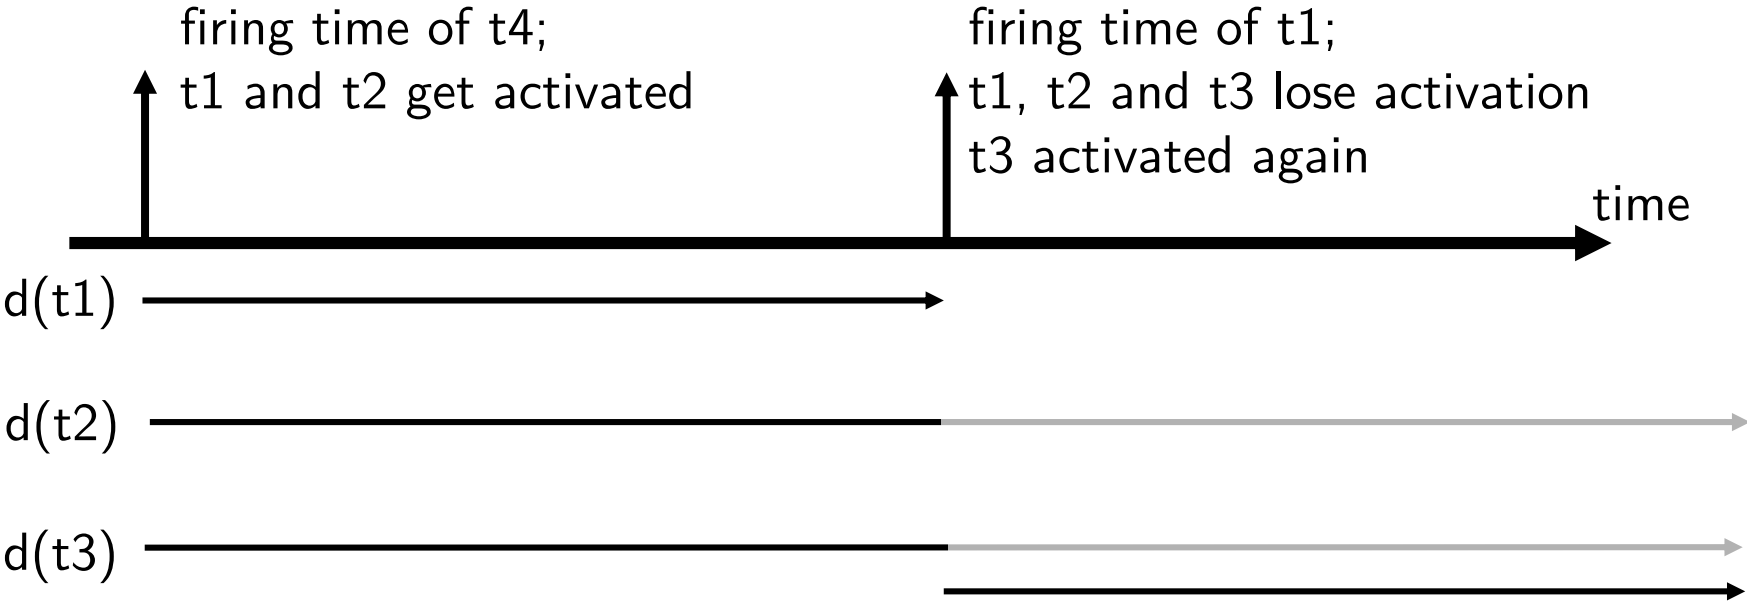 firing time of t4;
t1 and t2 get activated
firing time of t1;
t1, t2 and t3 lose activation
t3 activated again
time
d(t1)
d(t2)
d(t3)